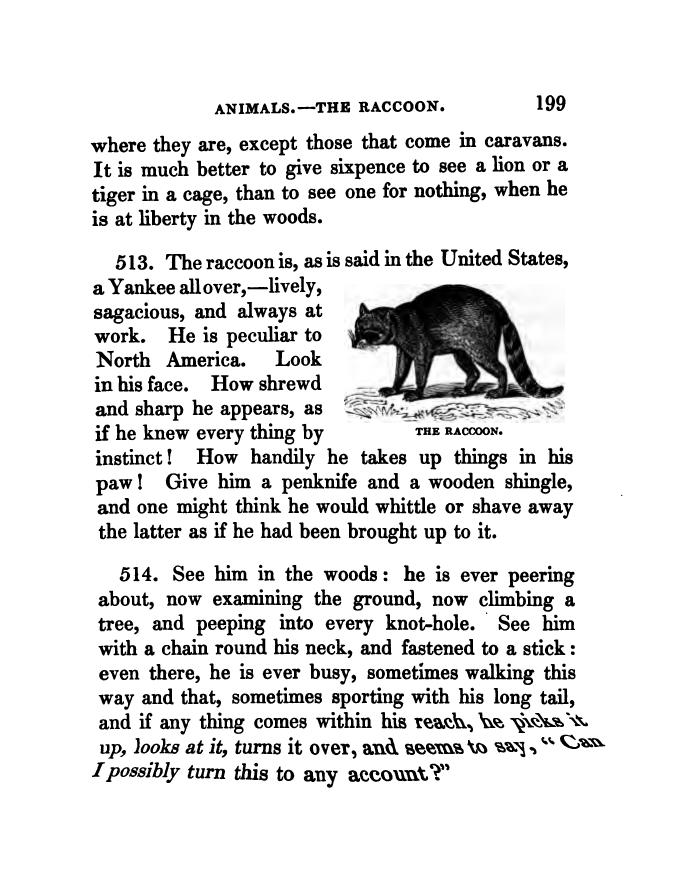 ANIMALS.—THE RACCOON. 199
where they are, except those that come in caravans.
It is much better to give sixpence to see a lion or a
tiger in a cage, than to see one for nothing, when he
is at liberty in the woods.
513. The raccoon is, as is said in the United States,
a Yankee all over,—lively,
sagacious, and always at
work. He is peculiar to
North America. Look
in his face. How shrewd
and sharp he appears, as
if he knew every thing by
THE RACCOON.
instinct! How handily he takes up things in his
paw! Give him a penknife and a wooden shingle,
and one might think he would whittle or shave away
the latter as if he had been brought up to it.
514. See him in the woods: he is ever peering
about, now examining the ground, now climbing a
tree, and peeping into every knot-hole. See him
with a chain round his neck, and fastened to a stick:
even there, he is ever busy, sometimes walking this
way and that, sometimes sporting with his long tail,
and if any thing comes within his reach, he picks it
up, looks at it, turns it over, and seems to say, “Can
I possibly turn this to any account?”